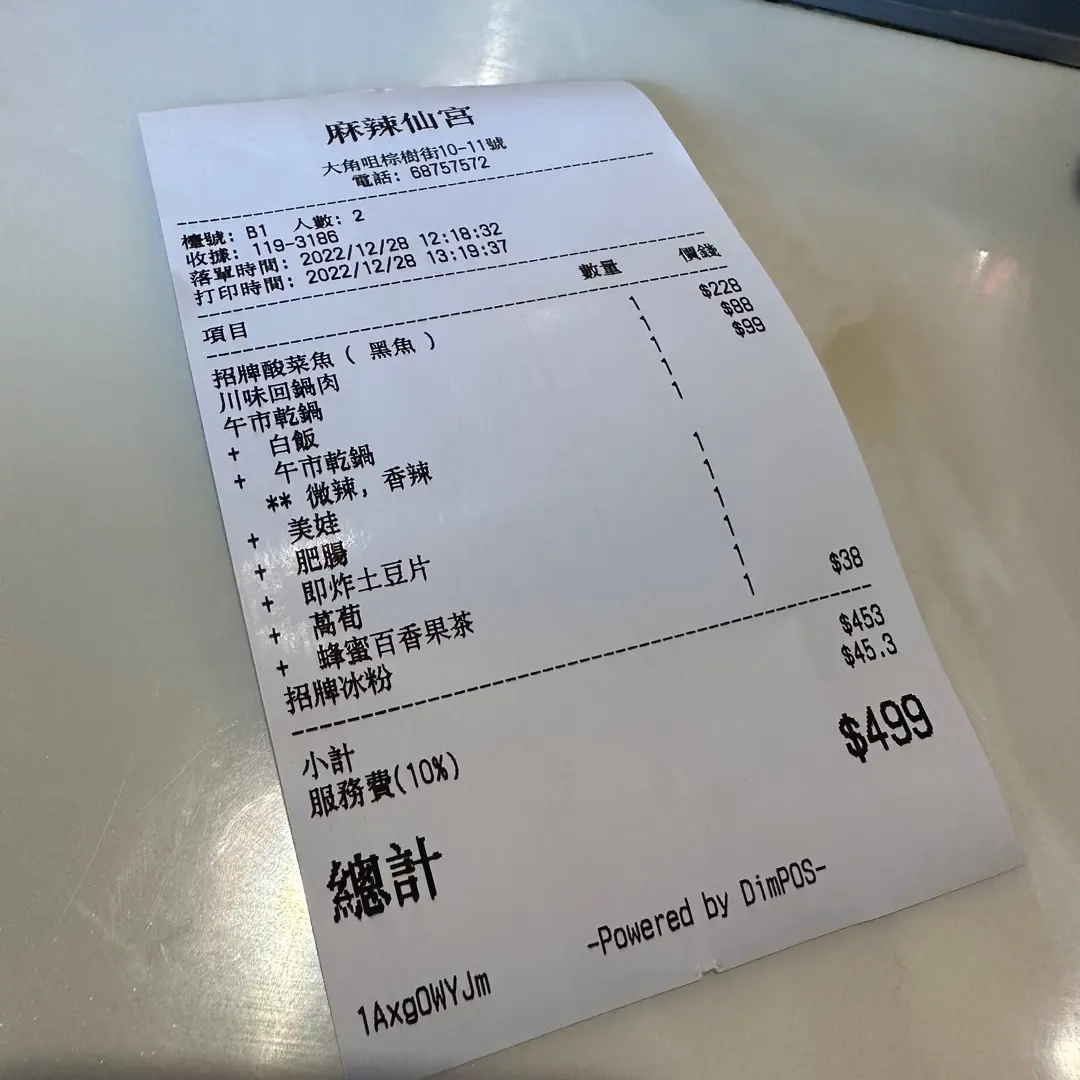 麻辣仙宮
大角咀棕樹街10-11號
電話: 68757572
檯號: B1 人數: 2
收據: 119-3186
落單時間: 2022/12/28 12:18:32
打印時間: 2022/12/28 13:19:37
項目 數量 價錢
招牌酸菜魚 ( 黑魚 ) 1 $228
川味回鍋肉 1 $88
午市乾鍋 1 $99
+ 白飯 1
+ 午市乾鍋 1
** 微辣, 香辣
+ 美娃 1
+ 肥腸 1
+ 即炸土豆片 1
+ 萵荀 1
+ 蜂蜜百香果茶 1
招牌冰粉 1 $38
小計 $453
服務費(10%) $45.3
總計 $499
-Powered by DimPOS-
1AxgOWYJm